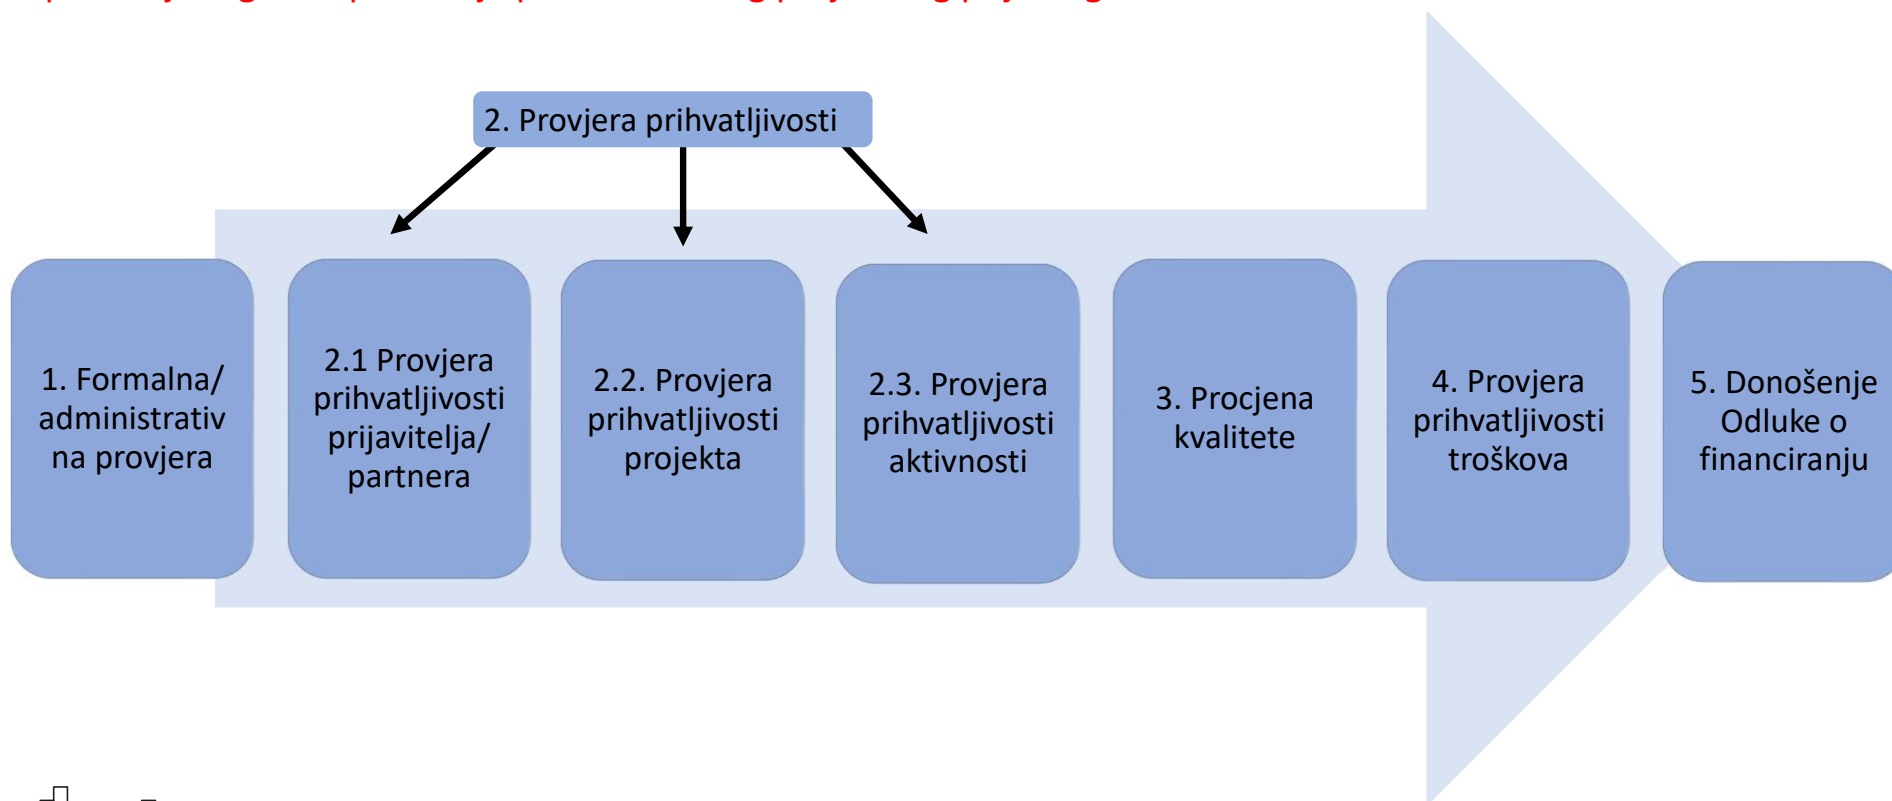 2. Provjera prihvatljivosti
1. Formalna/
administrativ
na provjera
2.1 Provjera
prihvatljivosti
prijavitelja/
partnera
2.2. Provjera
prihvatljivosti
projekta
2.3. Provjera
prihvatljivosti
aktivnosti
3. Procjena
kvalitete
4. Provjera
prihvatljivosti
troškova
5. Donošenje
Odluke o
financiranju